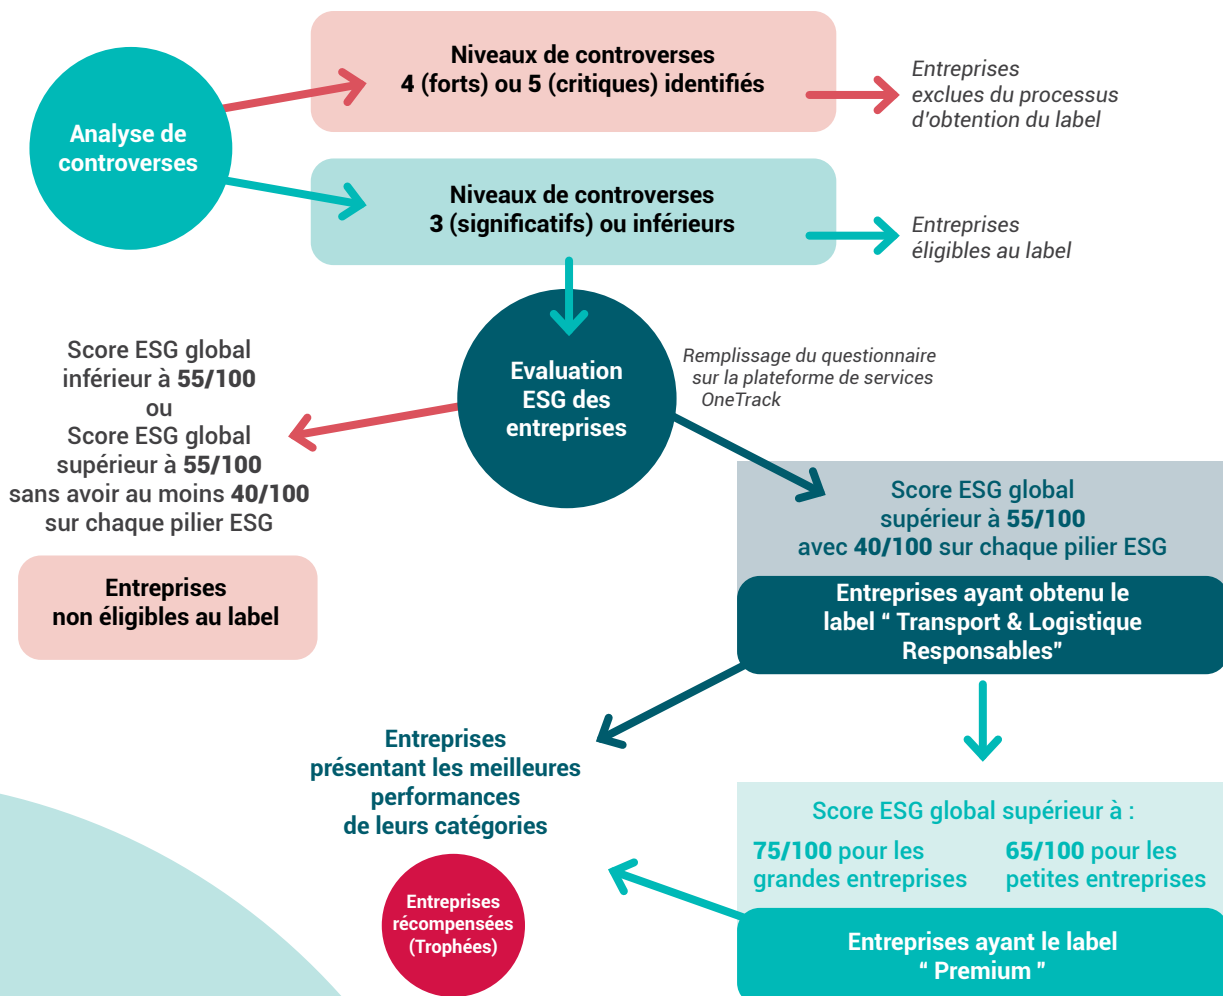 Analyse de
controverses
Niveaux de controverses
4 (forts) ou 5 (critiques) identifiés
Entreprises
exclues du processus
d'obtention du label
Niveaux de controverses
3 (significatifs) ou inférieurs
Entreprises
éligibles au label
Evaluation
ESG des
entreprises
Remplissage du questionnaire
sur la plateforme de services
OneTrack
Score ESG global
inférieur à 55/100
ou
Score ESG global
supérieur à 55/100
sans avoir au moins 40/100
sur chaque pilier ESG
Entreprises
non éligibles au label
Score ESG global
supérieur à 55/100
avec 40/100 sur chaque pilier ESG
Entreprises ayant obtenu le
label “ Transport & Logistique
Responsables”
Entreprises
présentant les meilleures
performances
de leurs catégories
Entreprises
récompensées
(Trophées)
Score ESG global supérieur à :
75/100 pour les
grandes entreprises
65/100 pour les
petites entreprises
Entreprises ayant le label
“ Premium ”